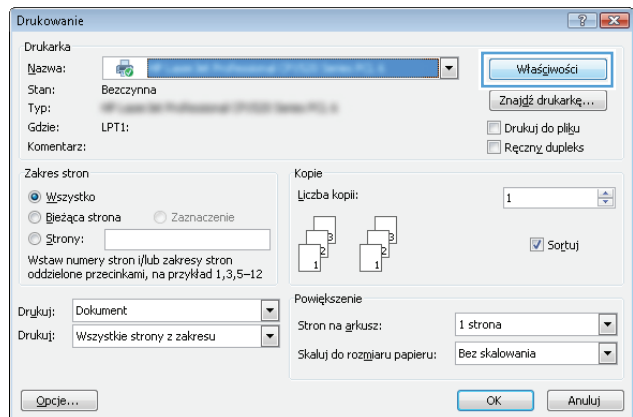 Drukowanie
Drukarka
Nazwa:
Właściwości
Stan: Bezczynna
Typ:
Znajdź drukarkę...
Gdzie: LPT1:
Drukuj do pliku
Komentarz:
Ręczny dupleks
Zakres stron
Wszystko
Bieżąca strona Zaznaczenie
Strony:
Wstaw numery stron i/lub zakresy stron
oddzielone przecinkami, na przykład 1,3,5–12
Kopie
Liczba kopii: 1
3 3
2 2
1 1
Sortuj
Drukuj: Dokument
Drukuj: Wszystkie strony z zakresu
Powiększenie
Stron na arkusz: 1 strona
Skaluj do rozmiaru papieru: Bez skalowania
Opcje... OK Anuluj